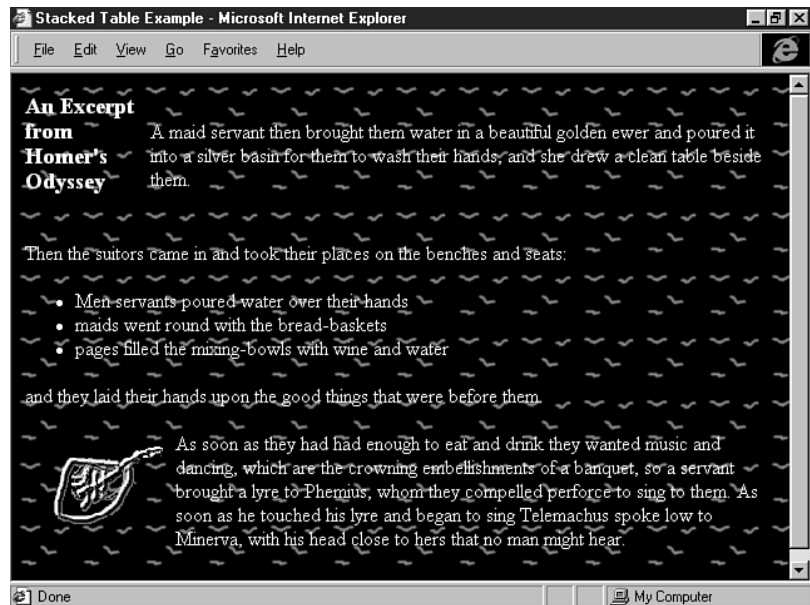 Stacked Table Example - Microsoft Internet Explorer
File Edit View Go Favorites Help
An Excerpt
from
Homer's
Odyssey
A maid servant then brought them water in a beautiful golden ewer and poured it
into a silver basin for them to wash their hands, and she drew a clean table beside
them.
Then the suitors came in and took their places on the benches and seats:
• Men servants poured water over their hands
• maids went round with the bread-baskets
• pages filled the mixing-bowls with wine and water
and they laid their hands upon the good things that were before them.
As soon as they had had enough to eat and drink they wanted music and
dancing, which are the crowning embellishments of a banquet, so a servant
brought a lyre to Phemius, whom they compelled perforce to sing to them. As
soon as he touched his lyre and began to sing Telemachus spoke low to
Minerva, with his head close to hers that no man might hear.
Done
My Computer